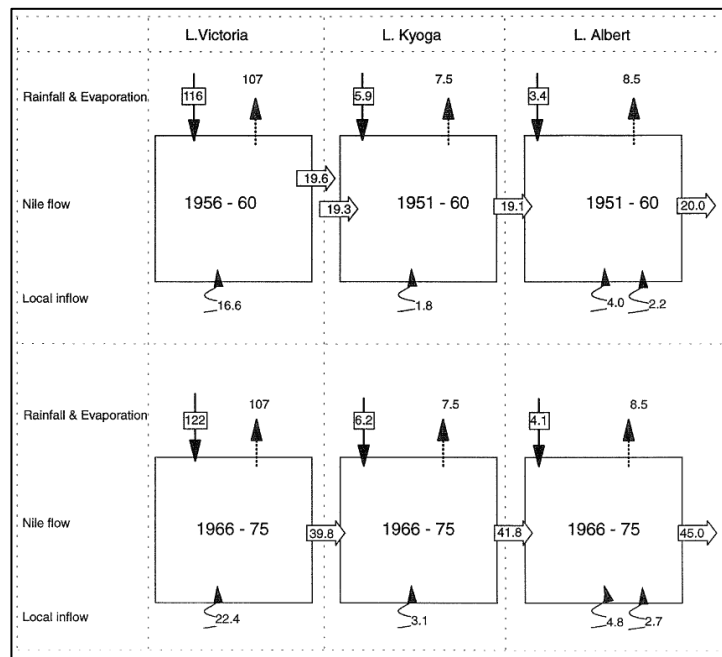 L.Victoria L. Kyoga L. Albert
107 7.5 8.5
Rainfall & Evaporation 116 5.9 3.4
19.6
Nile flow 1956 - 60 19.3 1951 - 60 19.1 1951 - 60 20.0
Local inflow 16.6 1.8 4.0 2.2
107 7.5 8.5
Rainfall & Evaporation 122 6.2 4.1
Nile flow 1966 - 75 39.8 1966 - 75 41.8 1966 - 75 45.0
Local inflow 22.4 3.1 4.8 2.7